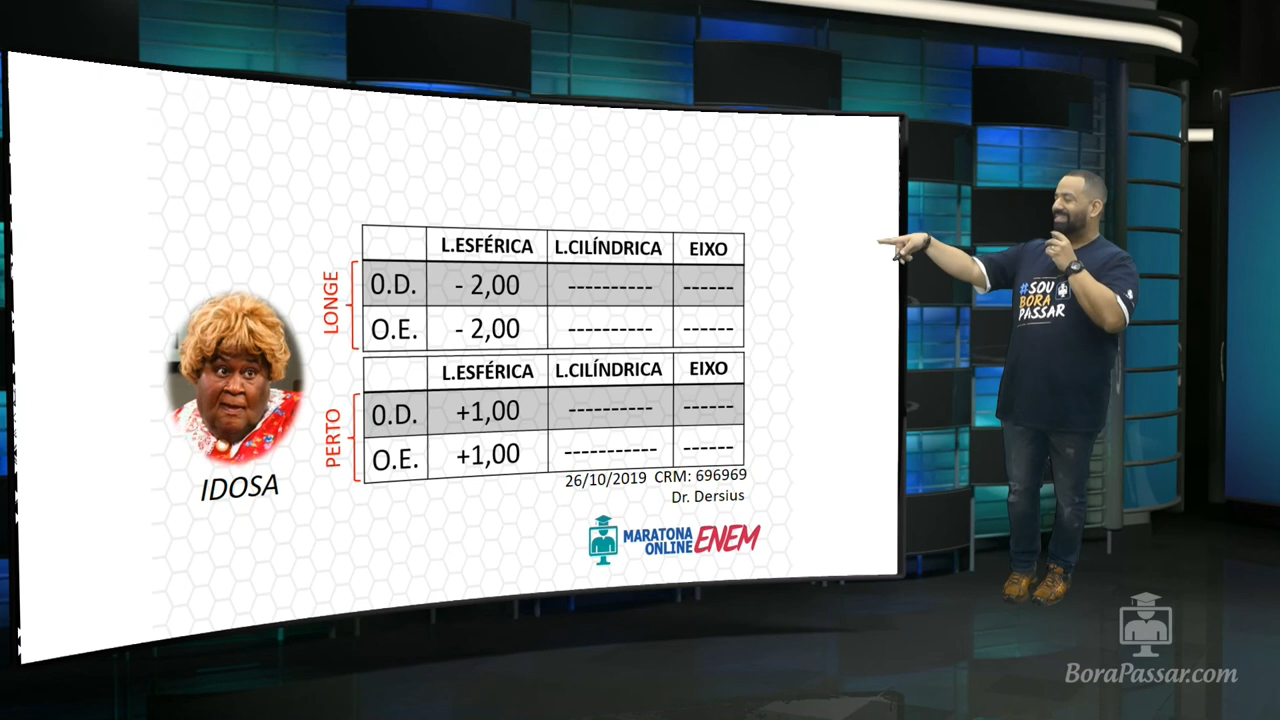 L.ESFÉRICA L.CILÍNDRICA EIXO
LONGE
O.D. - 2,00 ---------- ------
O.E. - 2,00 ---------- ------
L.ESFÉRICA L.CILÍNDRICA EIXO
PERTO
O.D. +1,00 ---------- ------
O.E. +1,00 ----------- ------
26/10/2019 CRM: 696969
Dr. Dersius
IDOSA
MARATONA
ONLINE ENEM
#SOU
BORA
PASSAR
BoraPassar.com